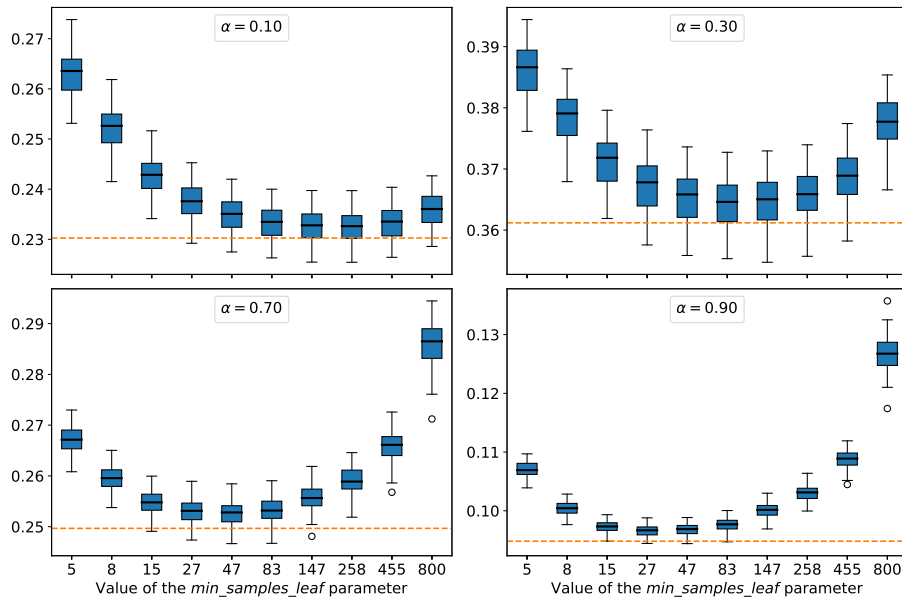 α = 0.10
0.27
0.26
0.25
0.24
0.23
α = 0.30
0.39
0.38
0.37
0.36
α = 0.70
0.29
0.28
0.27
0.26
0.25
5 8 15 27 47 83 147 258 455 800
Value of the min_samples_leaf parameter
α = 0.90
0.13
0.12
0.11
0.10
5 8 15 27 47 83 147 258 455 800
Value of the min_samples_leaf parameter